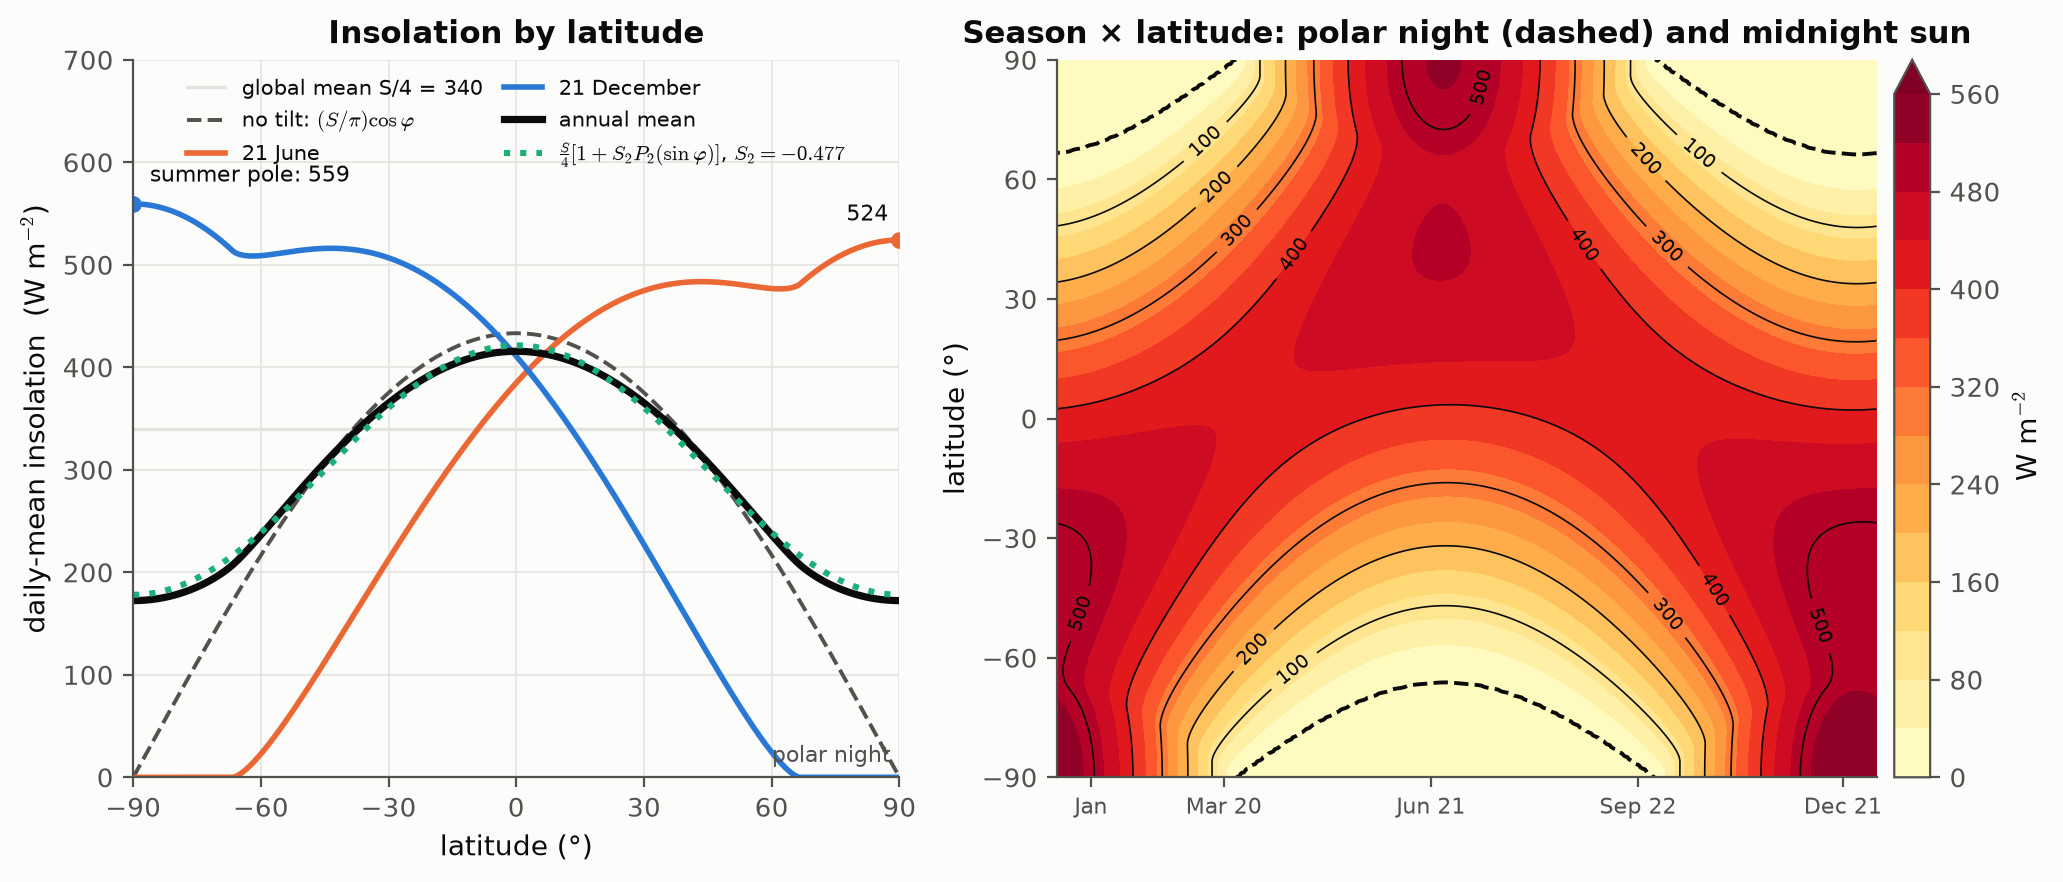 Insolation by latitude
700
600
500
400
300
200
100
0
daily-mean insolation (W m⁻²)
global mean S/4 = 340
no tilt: (S/π)cos φ
21 June
21 December
annual mean
S/4[1 + S₂P₂(sin φ)], S₂ = −0.477
summer pole: 559
524
polar night
−90
−60
−30
0
30
60
90
latitude (°)
Season × latitude: polar night (dashed) and midnight sun
90
60
30
0
−30
−60
−90
latitude (°)
500
100
200
300
400
100
200
300
400
500
500
400
300
200
100
Jan
Mar 20
Jun 21
Sep 22
Dec 21
560
480
400
320
240
160
80
0
W m⁻²